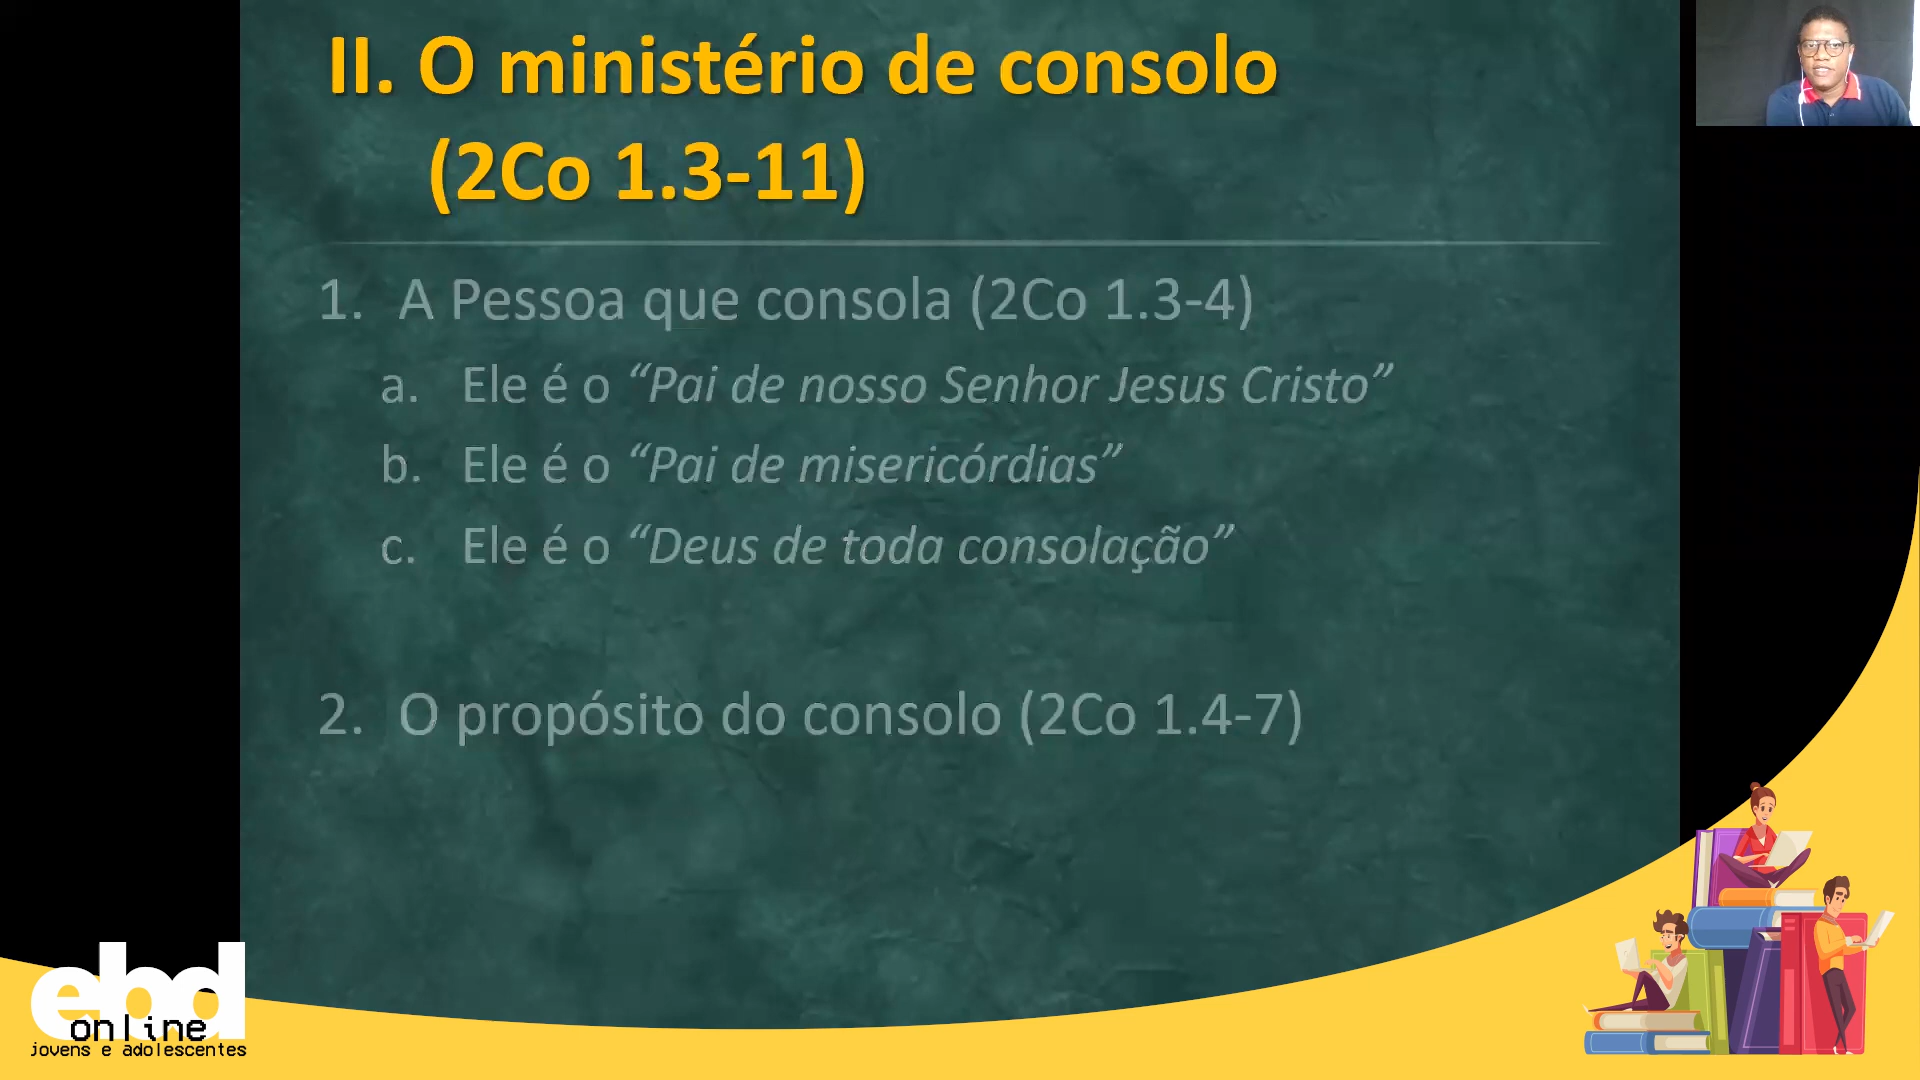 II. O ministério de consolo
(2Co 1.3-11)
1. A Pessoa que consola (2Co 1.3-4)
a. Ele é o “Pai de nosso Senhor Jesus Cristo”
b. Ele é o “Pai de misericórdias”
c. Ele é o “Deus de toda consolação”
2. O propósito do consolo (2Co 1.4-7)
ebd
online
jovens e adolescentes